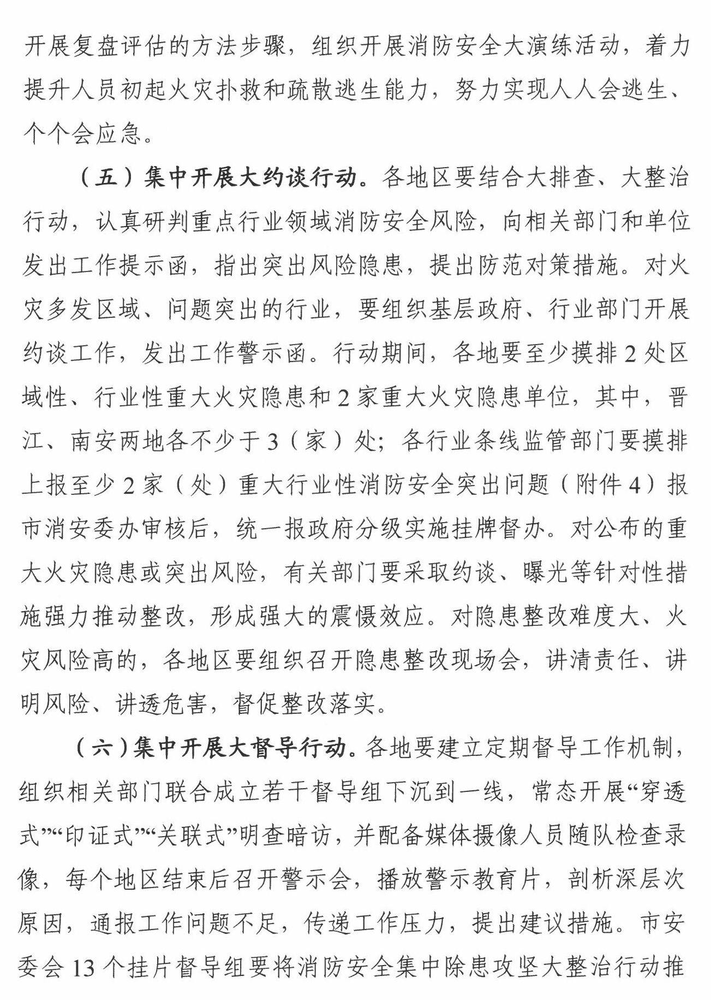 开展复盘评估的方法步骤，组织开展消防安全大演练活动，着力
提升人员初起火灾扑救和疏散逃生能力，努力实现人人会逃生、
个个会应急。
（五）集中开展大约谈行动。各地区要结合大排查、大整治
行动，认真研判重点行业领域消防安全风险，向相关部门和单位
发出工作提示函，指出突出风险隐患，提出防范对策措施。对火
灾多发区域、问题突出的行业，要组织基层政府、行业部门开展
约谈工作，发出工作警示函。行动期间，各地要至少摸排 2 处区
域性、行业性重大火灾隐患和 2 家重大火灾隐患单位，其中，晋
江、南安两地各不少于 3（家）处；各行业条线监管部门要摸排
上报至少 2 家（处）重大行业性消防安全突出问题（附件 4）报
市消安委办审核后，统一报政府分级实施挂牌督办。对公布的重
大火灾隐患或突出风险，有关部门要采取约谈、曝光等针对性措
施强力推动整改，形成强大的震慑效应。对隐患整改难度大、火
灾风险高的，各地区要组织召开隐患整改现场会，讲清责任、讲
明风险、讲透危害，督促整改落实。
（六）集中开展大督导行动。各地要建立定期督导工作机制，
组织相关部门联合成立若干督导组下沉到一线，常态开展“穿透
式”“印证式”“关联式”明查暗访，并配备媒体摄像人员随队检查录
像，每个地区结束后召开警示会，播放警示教育片，剖析深层次
原因，通报工作问题不足，传递工作压力，提出建议措施。市安
委会 13 个挂片督导组要将消防安全集中除患攻坚大整治行动推